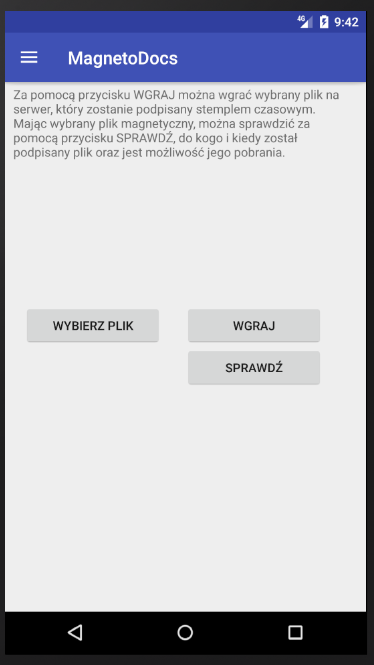 4G 9:42
MagnetoDocs
Za pomocą przycisku WGRAJ można wgrać wybrany plik na
serwer, który zostanie podpisany stemplem czasowym.
Mając wybrany plik magnetyczny, można sprawdzić za
pomocą przycisku SPRAWDŹ, do kogo i kiedy został
podpisany plik oraz jest możliwość jego pobrania.
WYBIERZ PLIK WGRAJ
SPRAWDŹ